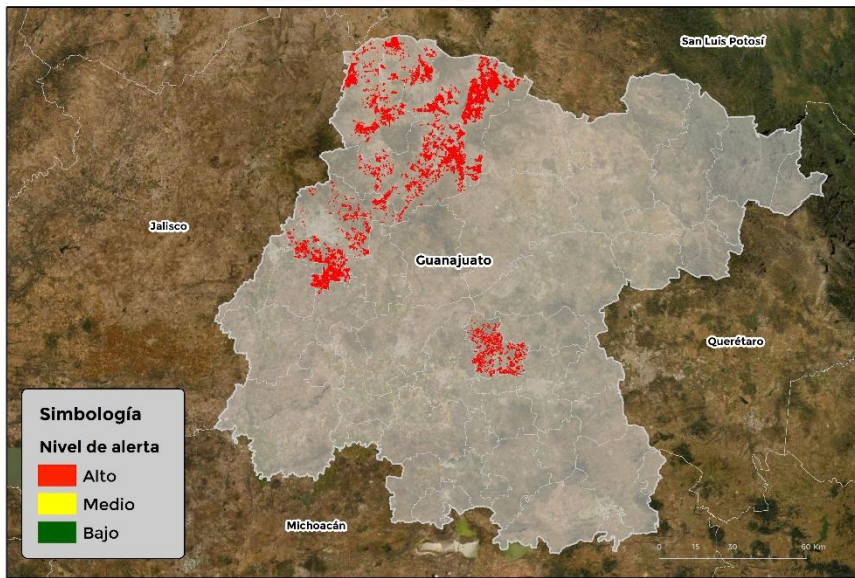 San Luis Potosí
Jalisco
Guanajuato
Querétaro
Simbología
Nivel de alerta
Alto
Medio
Bajo
Michoacán
0 15 30 60 Km